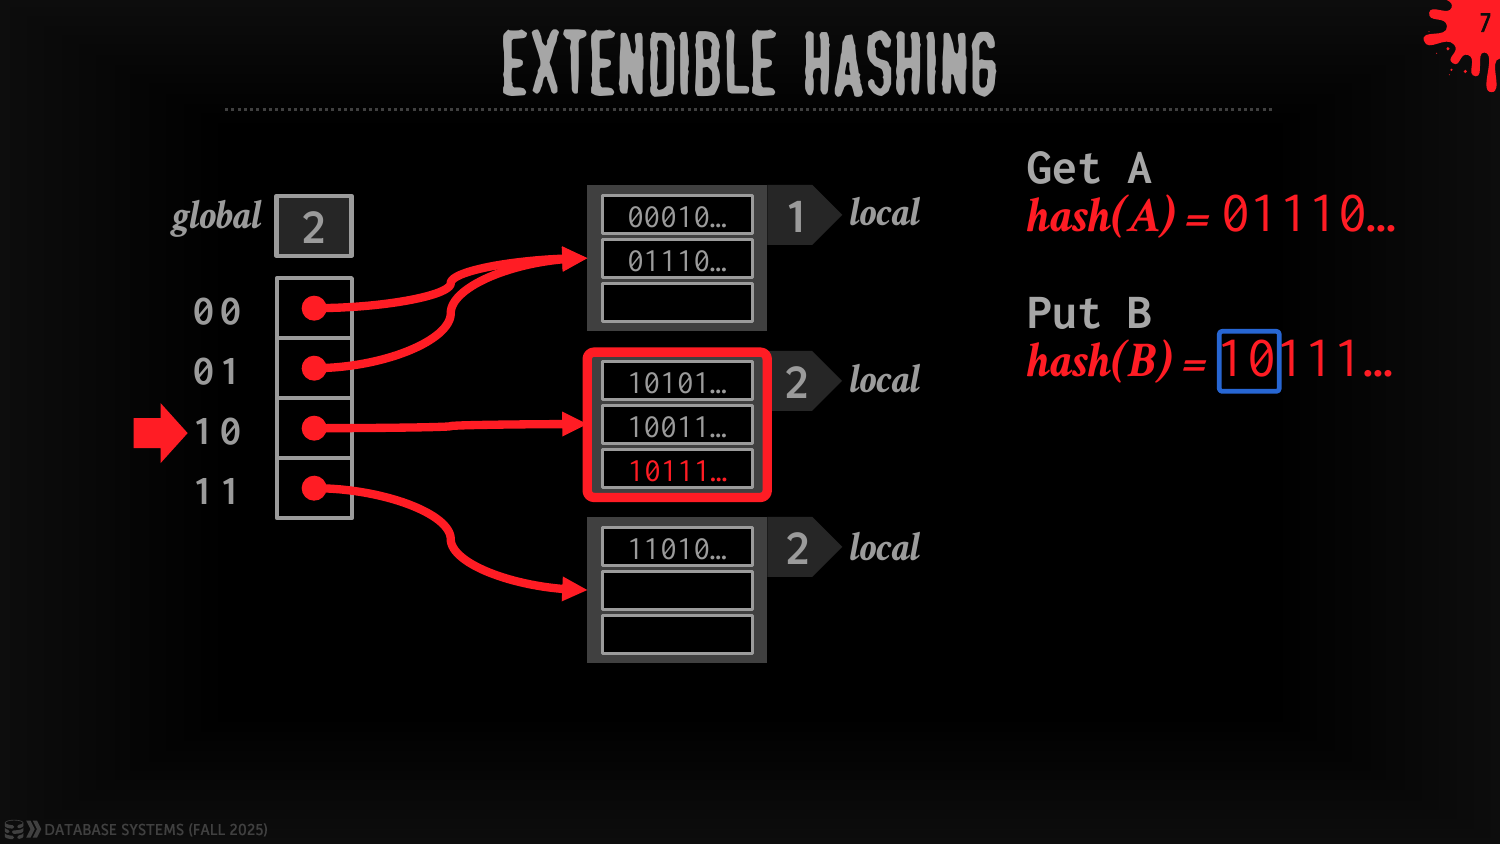 7
EXTENDIBLE HASHING
global 2
00
01
10
11
00010…
01110…
1 local
10101…
10011…
10111…
2 local
11010…
2 local
Get A
hash(A) = 01110…
Put B
hash(B) = 10111…
DATABASE SYSTEMS (FALL 2025)